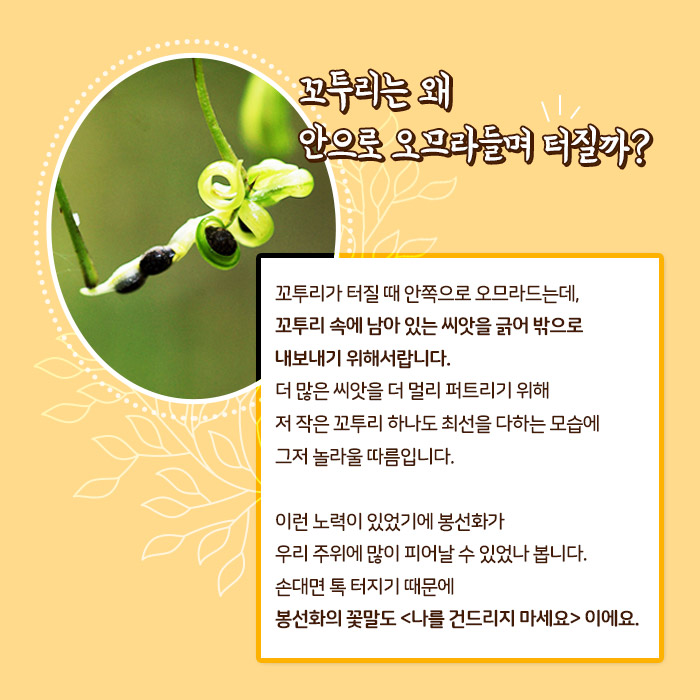 꼬투리는 왜
안으로 오므라들며 터질까?
꼬투리가 터질 때 안쪽으로 오므라드는데,
꼬투리 속에 남아 있는 씨앗을 긁어 밖으로
내보내기 위해서랍니다.
더 많은 씨앗을 더 멀리 퍼트리기 위해
저 작은 꼬투리 하나도 최선을 다하는 모습에
그저 놀라울 따름입니다.
이런 노력이 있었기에 봉선화가
우리 주위에 많이 피어날 수 있었나 봅니다.
손대면 톡 터지기 때문에
봉선화의 꽃말도 <나를 건드리지 마세요> 이에요.